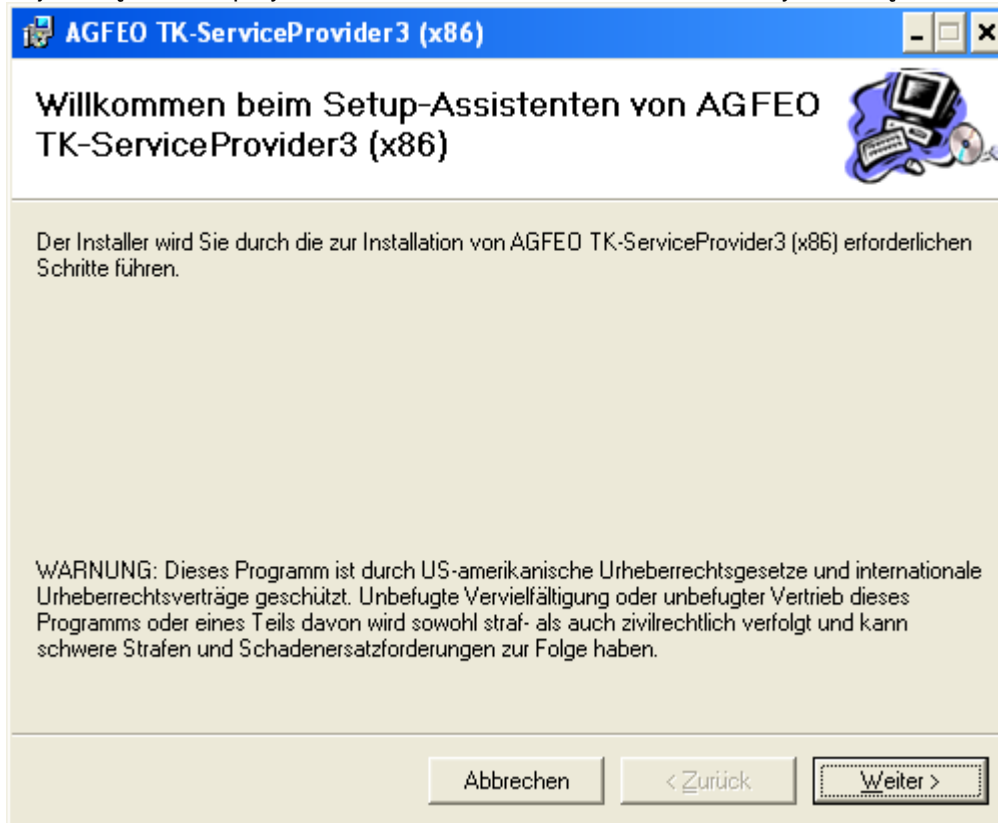 AGFEO TK-ServiceProvider3 (x86)
Willkommen beim Setup-Assistenten von AGFEO
TK-ServiceProvider3 (x86)
Der Installer wird Sie durch die zur Installation von AGFEO TK-ServiceProvider3 (x86) erforderlichen
Schritte führen.
WARNUNG: Dieses Programm ist durch US-amerikanische Urheberrechtsgesetze und internationale
Urheberrechtsverträge geschützt. Unbefugte Vervielfältigung oder unbefugter Vertrieb dieses
Programms oder eines Teils davon wird sowohl straf- als auch zivilrechtlich verfolgt und kann
schwere Strafen und Schadenersatzforderungen zur Folge haben.
Abbrechen
< Zurück
Weiter >